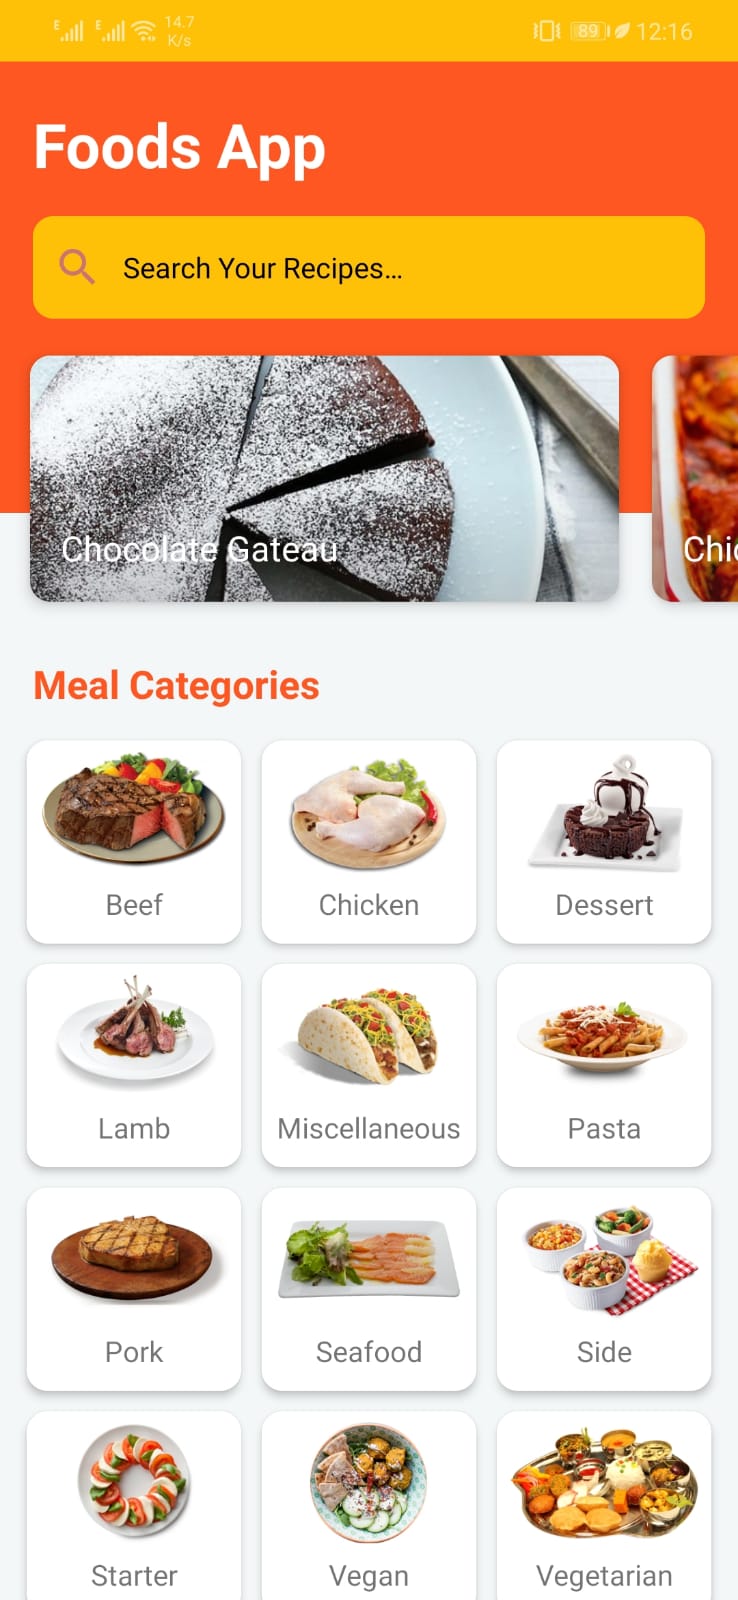 E E 14.7
K/s
89 12:16
Foods App
Search Your Recipes...
Chocolate Gateau
Chic
Meal Categories
Beef
Chicken
Dessert
Lamb
Miscellaneous
Pasta
Pork
Seafood
Side
Starter
Vegan
Vegetarian